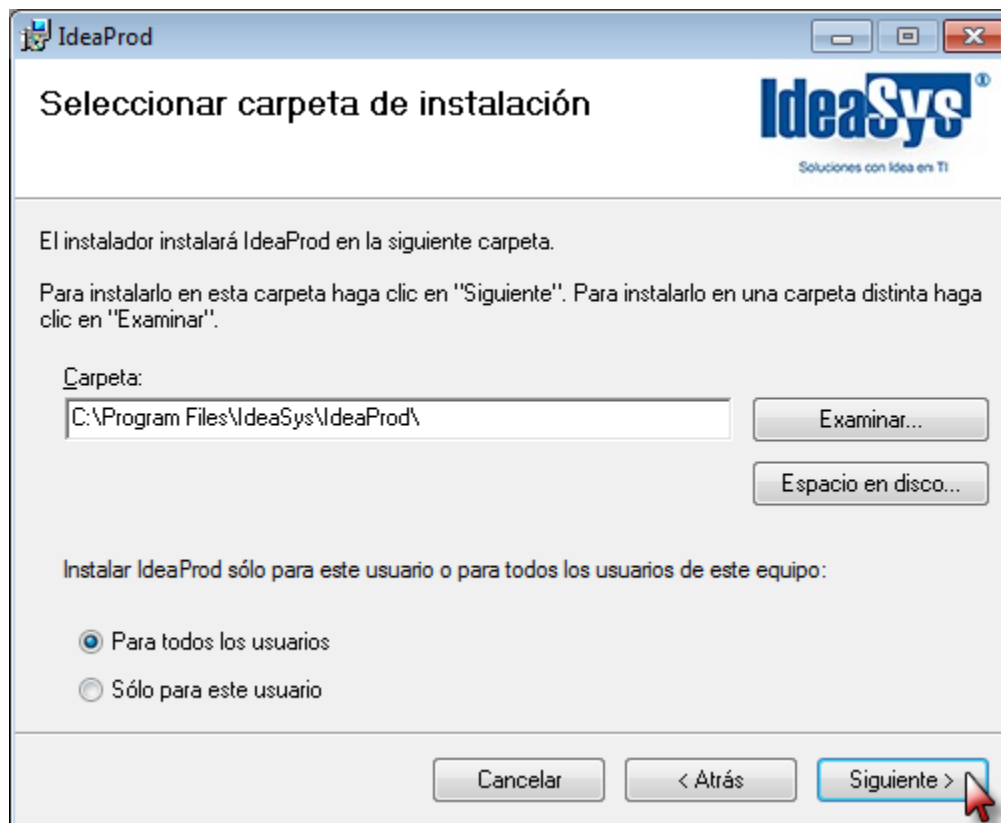 IdeaProd
Seleccionar carpeta de instalación
IdeaSys®
Soluciones con Idea en TI
El instalador instalará IdeaProd en la siguiente carpeta.
Para instalarlo en esta carpeta haga clic en "Siguiente". Para instalarlo en una carpeta distinta haga
clic en "Examinar".
Carpeta:
C:\Program Files\IdeaSys\IdeaProd\
Examinar...
Espacio en disco...
Instalar IdeaProd sólo para este usuario o para todos los usuarios de este equipo:
Para todos los usuarios
Sólo para este usuario
Cancelar
< Atrás
Siguiente >